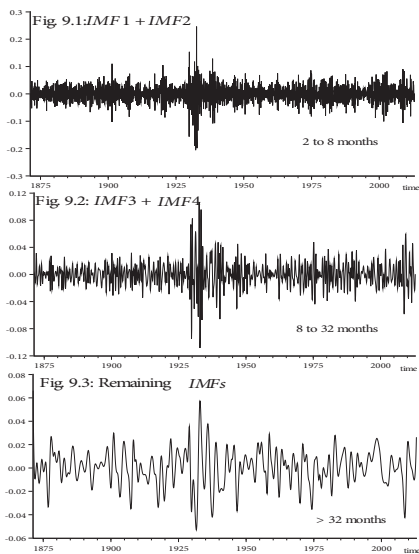 Fig. 9.1:IMF1 + IMF2
0.3
0.2
0.1
0.0
-0.1
-0.2
-0.3
2 to 8 months
1875 1900 1925 1950 1975 2000 time
Fig. 9.2: IMF3 + IMF4
0.12
0.08
0.04
0.00
-0.04
-0.08
-0.12
8 to 32 months
1875 1900 1925 1950 1975 2000 time
Fig. 9.3: Remaining IMFs
0.08
0.06
0.04
0.02
0.00
-0.02
-0.04
-0.06
> 32 months
1875 1900 1925 1950 1975 2000 time